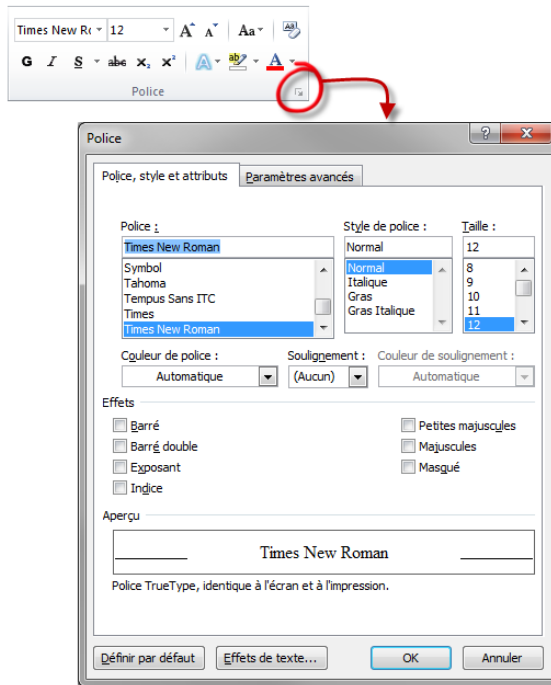 Times New Ro 12 A A Aa
G I S abc x₂ x² A ab A
Police
Police
Police, style et attributs Paramètres avancés
Police : Style de police : Taille :
Times New Roman Normal 12
Symbol Normal 8
Tahoma Italique 9
Tempus Sans ITC Gras 10
Times Gras Italique 11
Times New Roman 12
Couleur de police : Soulignement : Couleur de soulignement :
Automatique (Aucun) Automatique
Effets
Barré Petites majuscules
Barré double Majuscules
Exposant Masqué
Indice
Aperçu
Times New Roman
Police TrueType, identique à l'écran et à l'impression.
Définir par défaut Effets de texte... OK Annuler